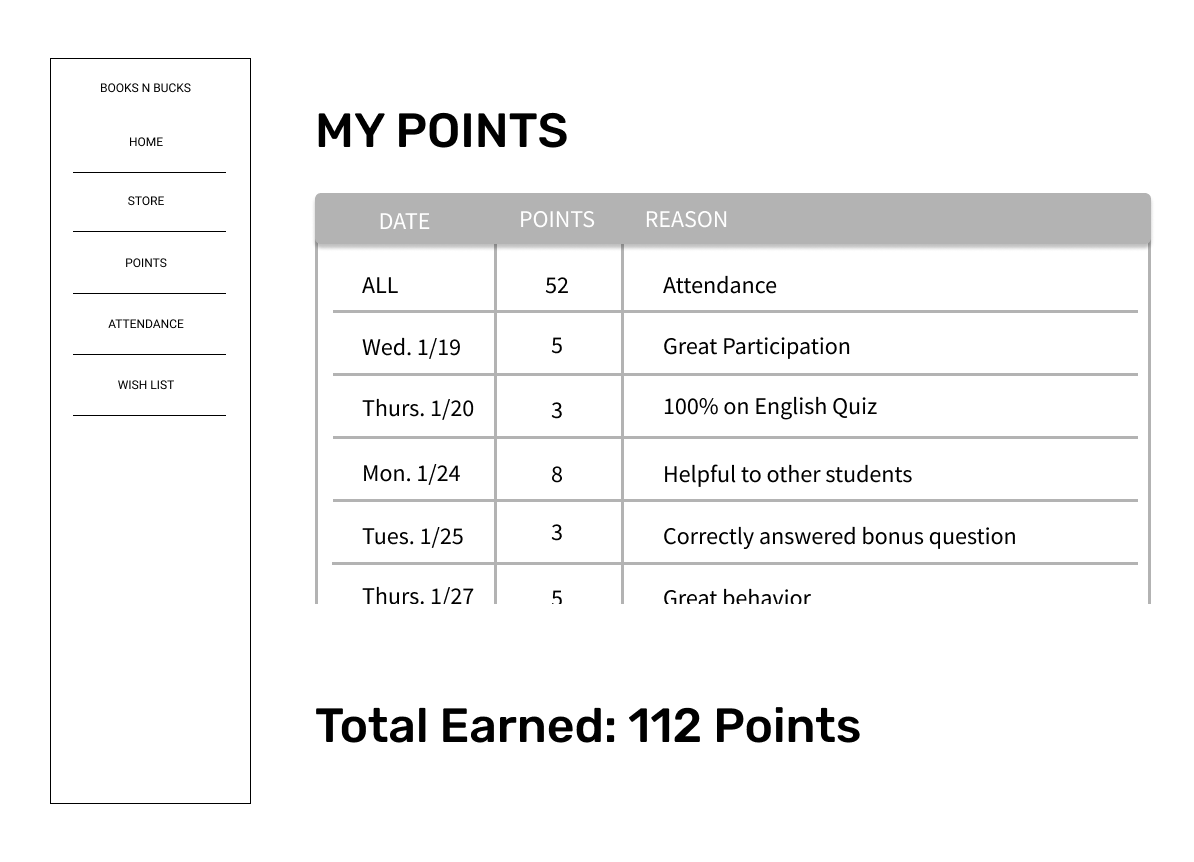 BOOKS N BUCKS
HOME
STORE
POINTS
ATTENDANCE
WISH LIST
MY POINTS
DATE POINTS REASON
ALL 52 Attendance
Wed. 1/19 5 Great Participation
Thurs. 1/20 3 100% on English Quiz
Mon. 1/24 8 Helpful to other students
Tues. 1/25 3 Correctly answered bonus question
Thurs. 1/27 5 Great behavior
Total Earned: 112 Points